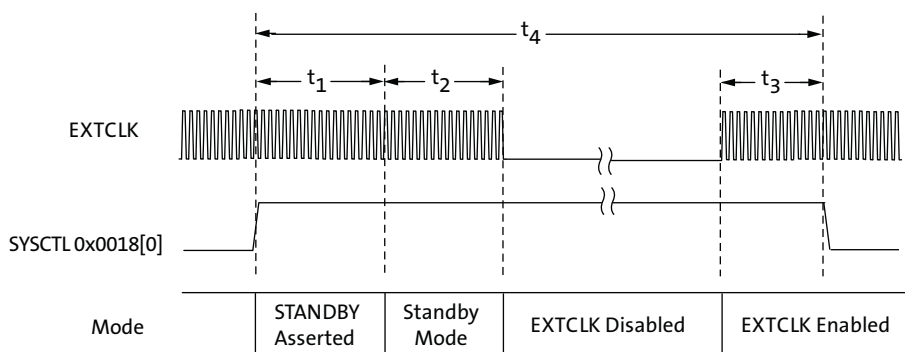 t4
t1 t2 t3
EXTCLK
SYSCTL 0x0018[0]
Mode STANDBY Asserted Standby Mode EXTCLK Disabled EXTCLK Enabled